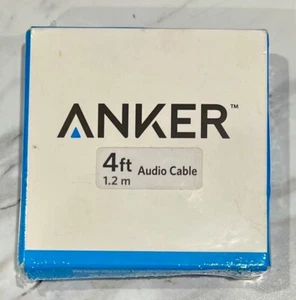 ANKER™
4ft Audio Cable
1.2 m